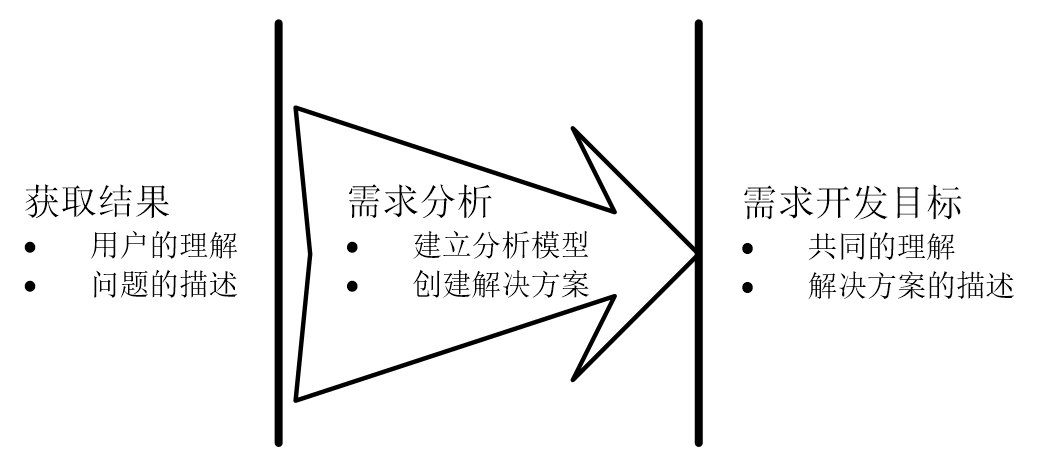 获取结果
● 用户的理解
● 问题的描述
需求分析
● 建立分析模型
● 创建解决方案
需求开发目标
● 共同的理解
● 解决方案的描述